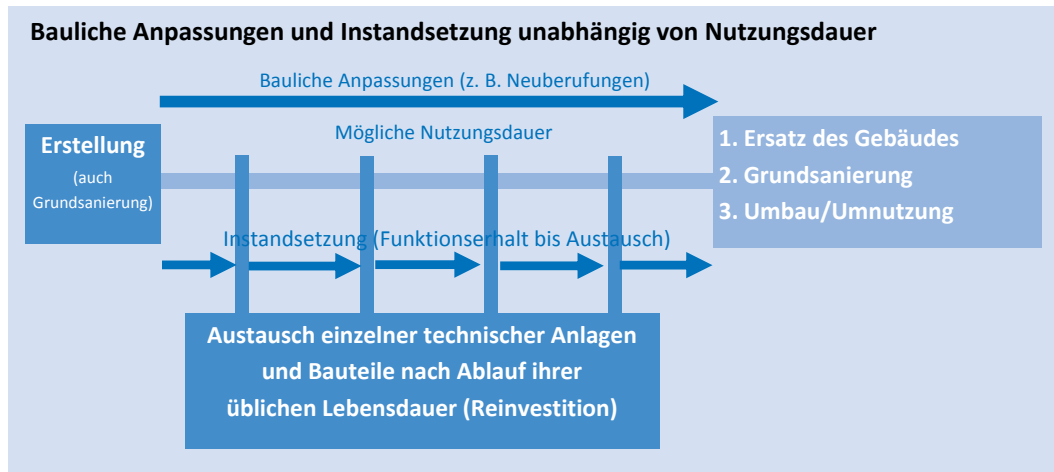 Bauliche Anpassungen und Instandsetzung unabhängig von Nutzungsdauer
Bauliche Anpassungen (z. B. Neuberufungen)
Erstellung
(auch
Grundsanierung)
Mögliche Nutzungsdauer
1. Ersatz des Gebäudes
2. Grundsanierung
3. Umbau/Umnutzung
Instandsetzung (Funktionserhalt bis Austausch)
Austausch einzelner technischer Anlagen
und Bauteile nach Ablauf ihrer
üblichen Lebensdauer (Reinvestition)